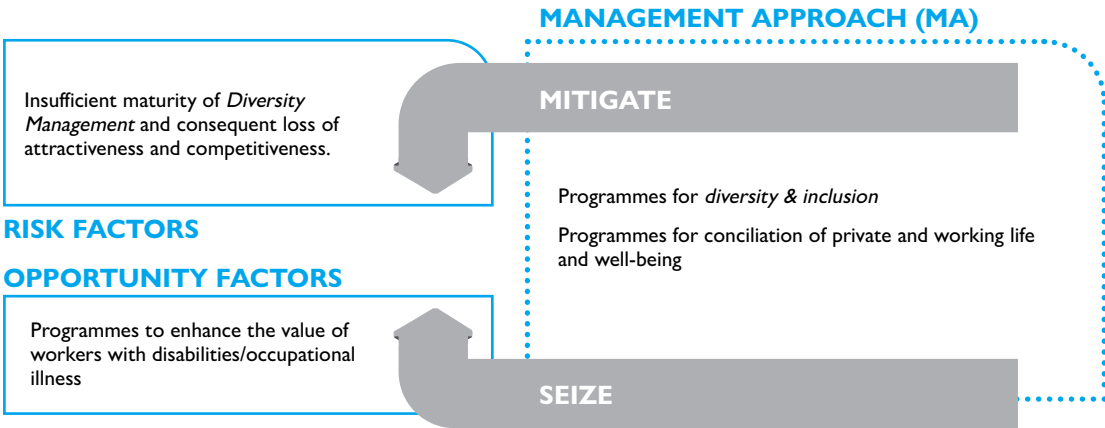 MANAGEMENT APPROACH (MA)
Insufficient maturity of Diversity
Management and consequent loss of
attractiveness and competitiveness.
RISK FACTORS
OPPORTUNITY FACTORS
Programmes to enhance the value of
workers with disabilities/occupational
illness
MITIGATE
Programmes for diversity & inclusion
Programmes for conciliation of private and working life
and well-being
SEIZE